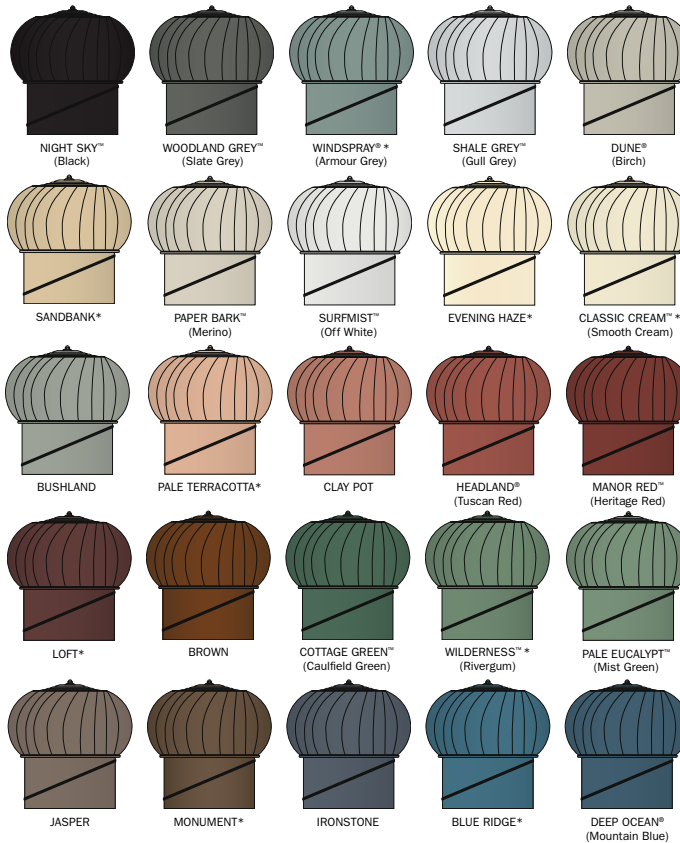 NIGHT SKY™
(Black)
WOODLAND GREY™
(Slate Grey)
WINDSPRAY® *
(Armour Grey)
SHALE GREY™
(Gull Grey)
DUNE®
(Birch)
SANDBANK*
PAPER BARK™
(Merino)
SURFMIST™
(Off White)
EVENING HAZE*
CLASSIC CREAM™ *
(Smooth Cream)
BUSHLAND
PALE TERRACOTTA*
CLAY POT
HEADLAND®
(Tuscan Red)
MANOR RED™
(Heritage Red)
LOFT*
BROWN
COTTAGE GREEN™
(Caulfield Green)
WILDERNESS™ *
(Rivergum)
PALE EUCALYPT™
(Mist Green)
JASPER
MONUMENT*
IRONSTONE
BLUE RIDGE*
DEEP OCEAN®
(Mountain Blue)